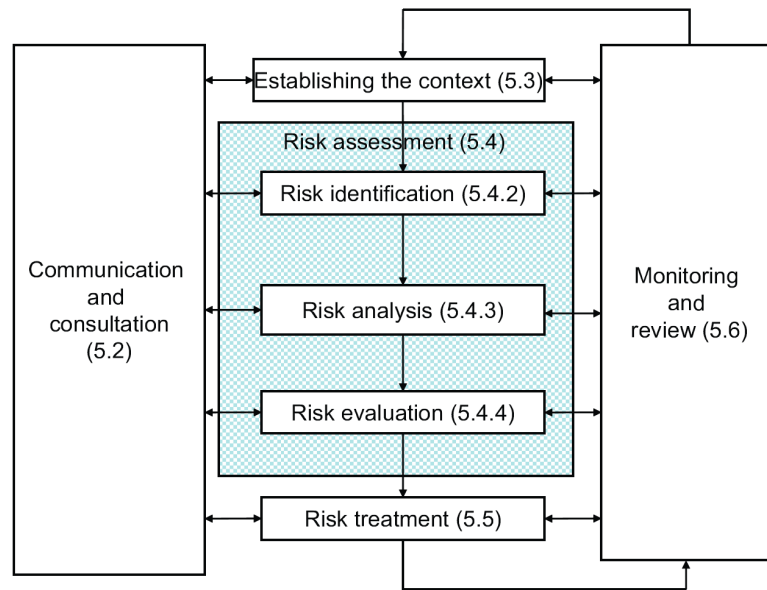 Establishing the context (5.3)
Risk assessment (5.4)
Risk identification (5.4.2)
Communication
and
consultation
(5.2)
Risk analysis (5.4.3)
Monitoring
and
review (5.6)
Risk evaluation (5.4.4)
Risk treatment (5.5)